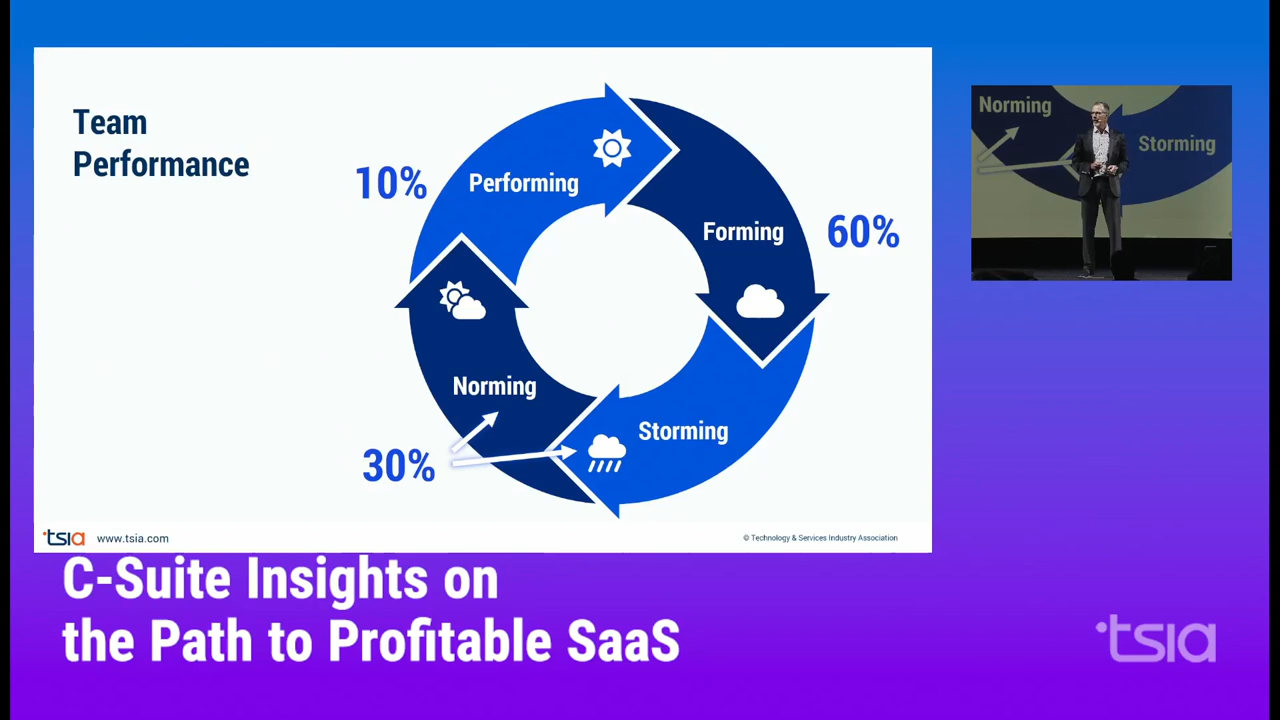 Team
Performance
10%
Performing
Forming
60%
Norming
Storming
30%
tsia www.tsia.com
© Technology & Services Industry Association
Norming
Storming
C-Suite Insights on
the Path to Profitable SaaS
tsia